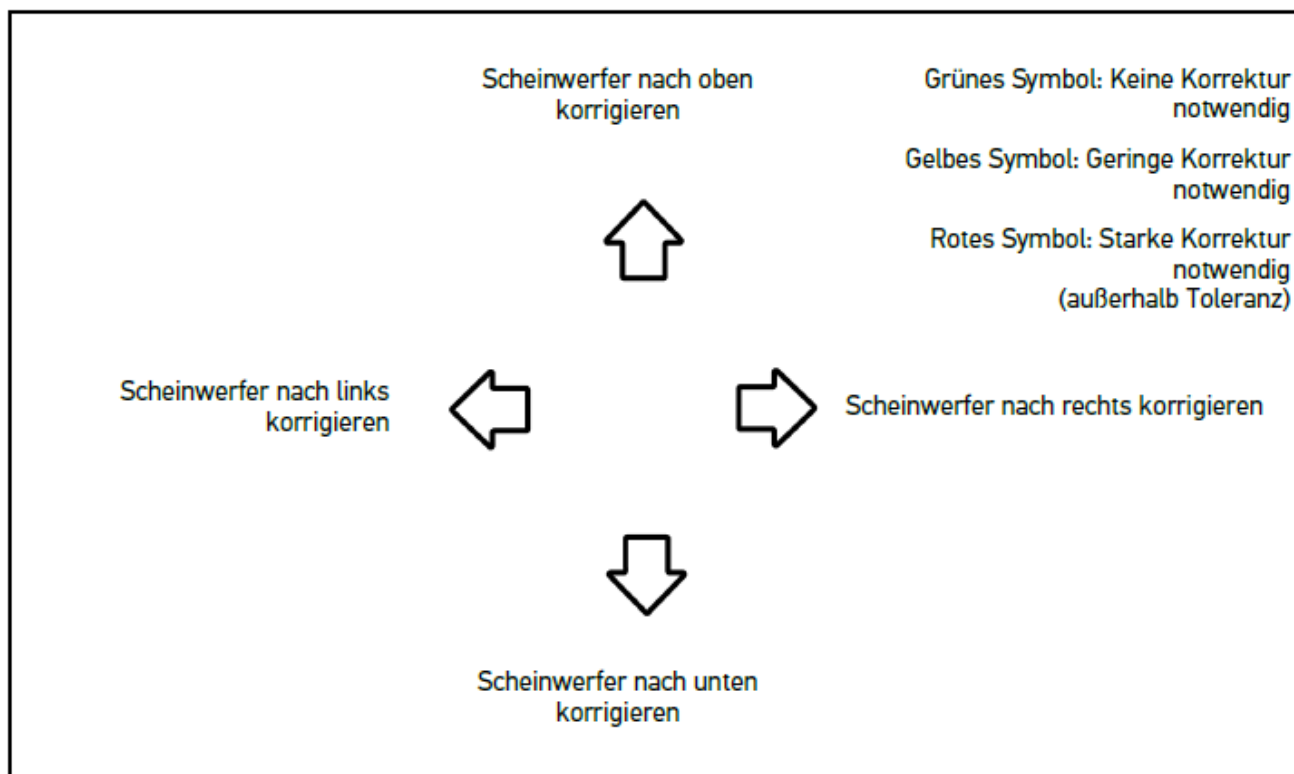 Scheinwerfer nach oben
korrigieren
Grünes Symbol: Keine Korrektur
notwendig
Gelbes Symbol: Geringe Korrektur
notwendig
Rotes Symbol: Starke Korrektur
notwendig
(außerhalb Toleranz)
Scheinwerfer nach links
korrigieren
Scheinwerfer nach rechts korrigieren
Scheinwerfer nach unten
korrigieren